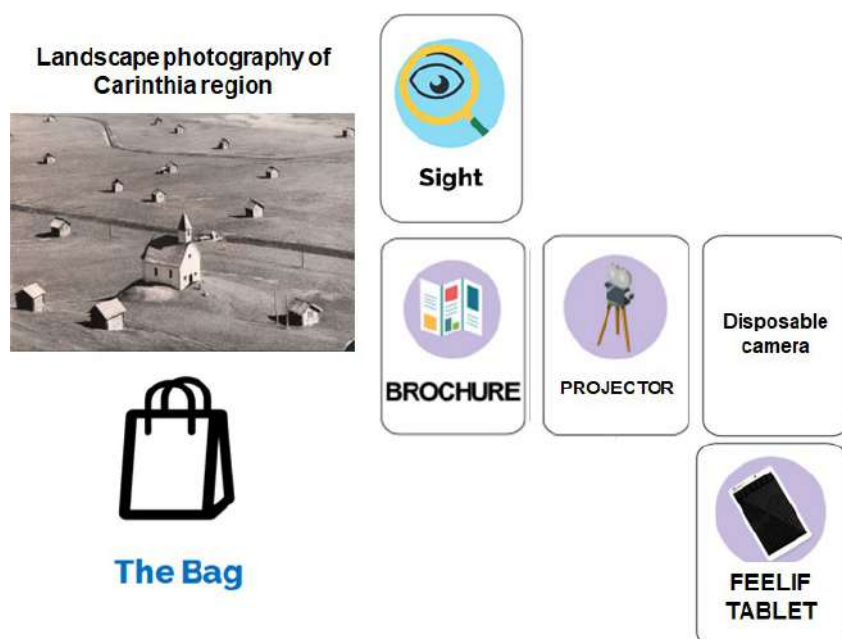 Landscape photography of
Carinthia region
Sight
BROCHURE
PROJECTOR
Disposable
camera
The Bag
FEELIF
TABLET